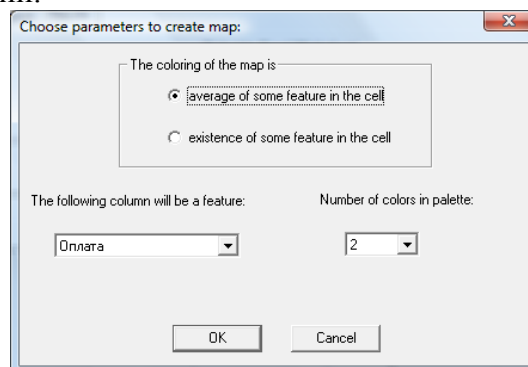 Choose parameters to create map:
The coloring of the map is
average of some feature in the cell
existence of some feature in the cell
The following column will be a feature:
Number of colors in palette:
Оплата
2
OK
Cancel